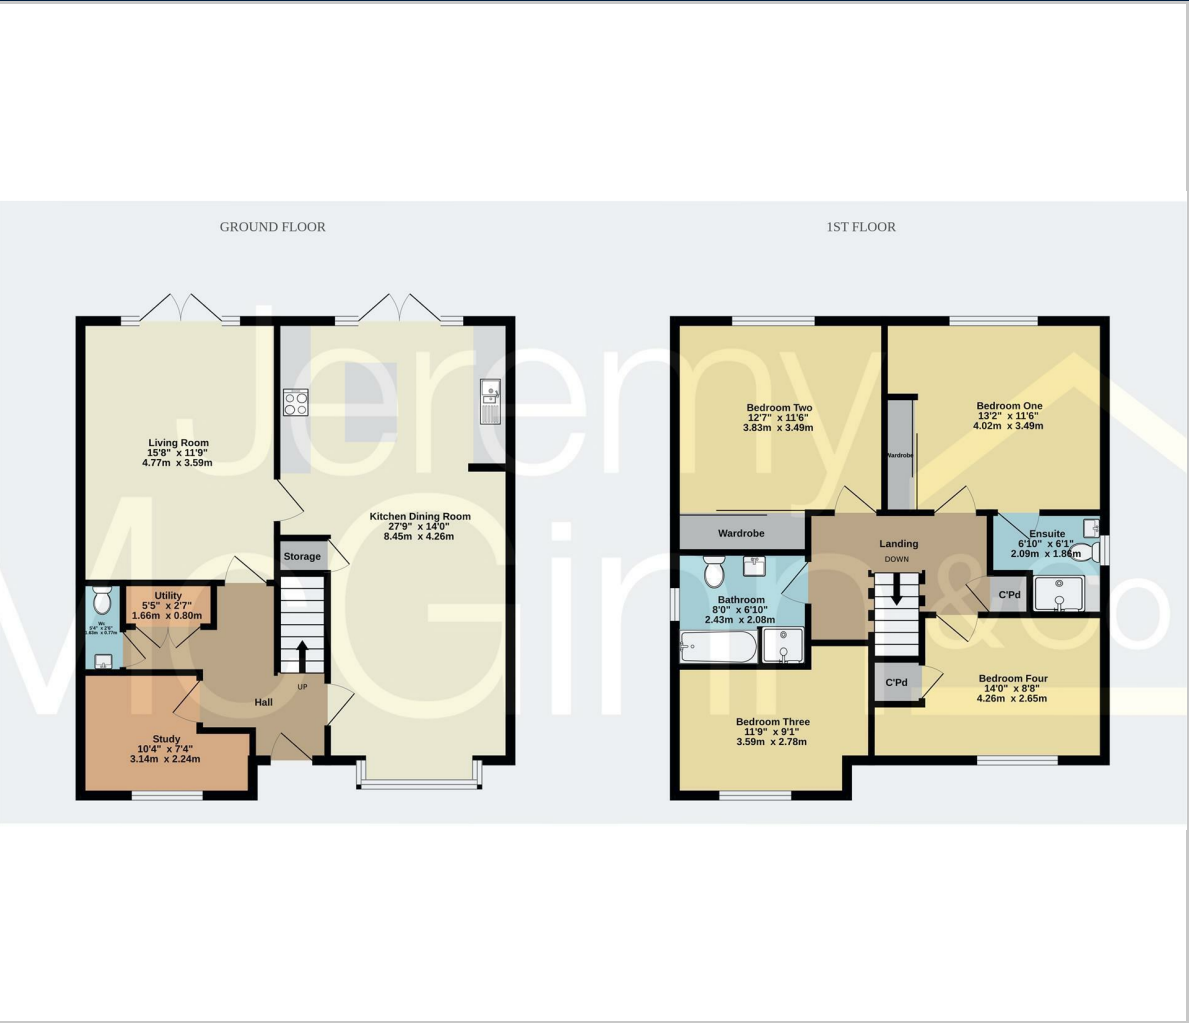 GROUND FLOOR
1ST FLOOR
Living Room
15'8" x 11'9"
4.77m x 3.59m
Kitchen Dining Room
27'9" x 14'0"
8.45m x 4.26m
Storage
Utility
5'5" x 2'7"
1.66m x 0.80m
Wc
UP
Hall
Study
10'4" x 7'4"
3.14m x 2.24m
Bedroom Two
12'7" x 11'6"
3.83m x 3.49m
Bedroom One
13'2" x 11'6"
4.02m x 3.49m
Wardrobe
Wardrobe
Landing
DOWN
Ensuite
6'10" x 6'1"
2.09m x 1.86m
C'Pd
Bathroom
8'0" x 6'10"
2.43m x 2.08m
C'Pd
Bedroom Four
14'0" x 8'8"
4.26m x 2.65m
Bedroom Three
11'9" x 9'1"
3.59m x 2.78m
Jeremy
McGinn & Co